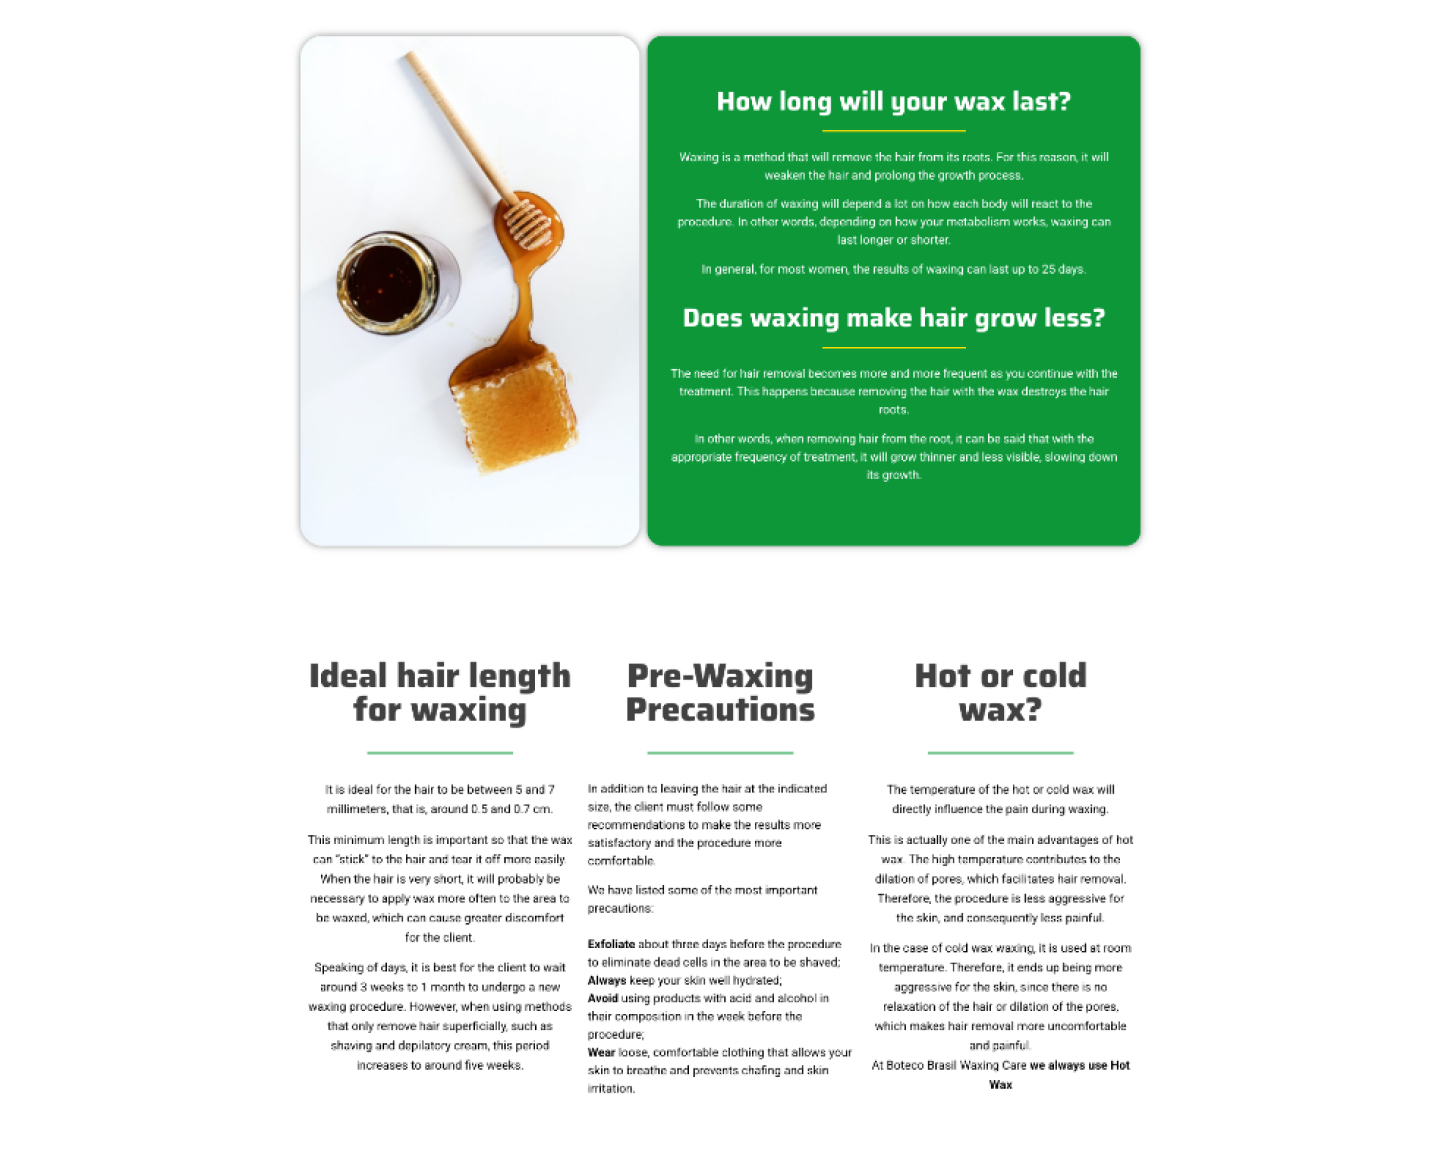 How long will your wax last?
Waxing is a method that will remove the hair from its roots. For this reason, it will
weaken the hair and prolong the growth process.
The duration of waxing will depend a lot on how each body will react to the
procedure. In other words, depending on how your metabolism works, waxing can
last longer or shorter.
In general, for most women, the results of waxing can last up to 25 days.
Does waxing make hair grow less?
The need for hair removal becomes more and more frequent as you continue with the
treatment. This happens because removing the hair with the wax destroys the hair
roots.
In other words, when removing hair from the root, it can be said that with the
appropriate frequency of treatment, it will grow thinner and less visible, slowing down
its growth.
Ideal hair length
for waxing
It is ideal for the hair to be between 5 and 7
millimeters, that is, around 0.5 and 0.7 cm.
This minimum length is important so that the wax
can “stick” to the hair and tear it off more easily.
When the hair is very short, it will probably be
necessary to apply wax more often to the area to
be waxed, which can cause greater discomfort
for the client.
Speaking of days, it is best for the client to wait
around 3 weeks to 1 month to undergo a new
waxing procedure. However, when using methods
that only remove hair superficially, such as
shaving and depilatory cream, this period
increases to around five weeks.
Pre-Waxing
Precautions
In addition to leaving the hair at the indicated
size, the client must follow some
recommendations to make the results more
satisfactory and the procedure more
comfortable.
We have listed some of the most important
precautions:
Exfoliate about three days before the procedure
to eliminate dead cells in the area to be shaved;
Always keep your skin well hydrated;
Avoid using products with acid and alcohol in
their composition in the week before the
procedure;
Wear loose, comfortable clothing that allows your
skin to breathe and prevents chafing and skin
irritation.
Hot or cold
wax?
The temperature of the hot or cold wax will
directly influence the pain during waxing.
This is actually one of the main advantages of hot
wax. The high temperature contributes to the
dilation of pores, which facilitates hair removal.
Therefore, the procedure is less aggressive for
the skin, and consequently less painful.
In the case of cold wax waxing, it is used at room
temperature. Therefore, it ends up being more
aggressive for the skin, since there is no
relaxation of the hair or dilation of the pores,
which makes hair removal more uncomfortable
and painful.
At Boteco Brasil Waxing Care we always use Hot
Wax